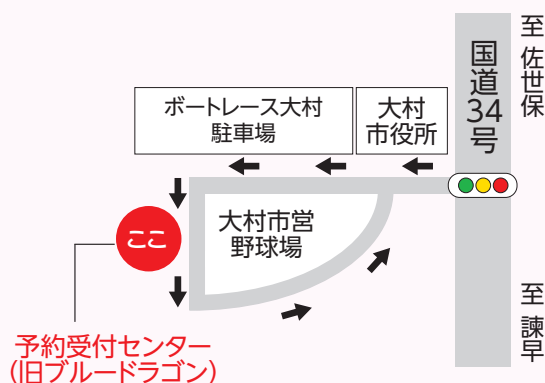 至 佐世保
国道34号
ボートレース大村
駐車場
大村
市役所
大村市営
野球場
ここ
至 諫早
予約受付センター
(旧ブルードラゴン)